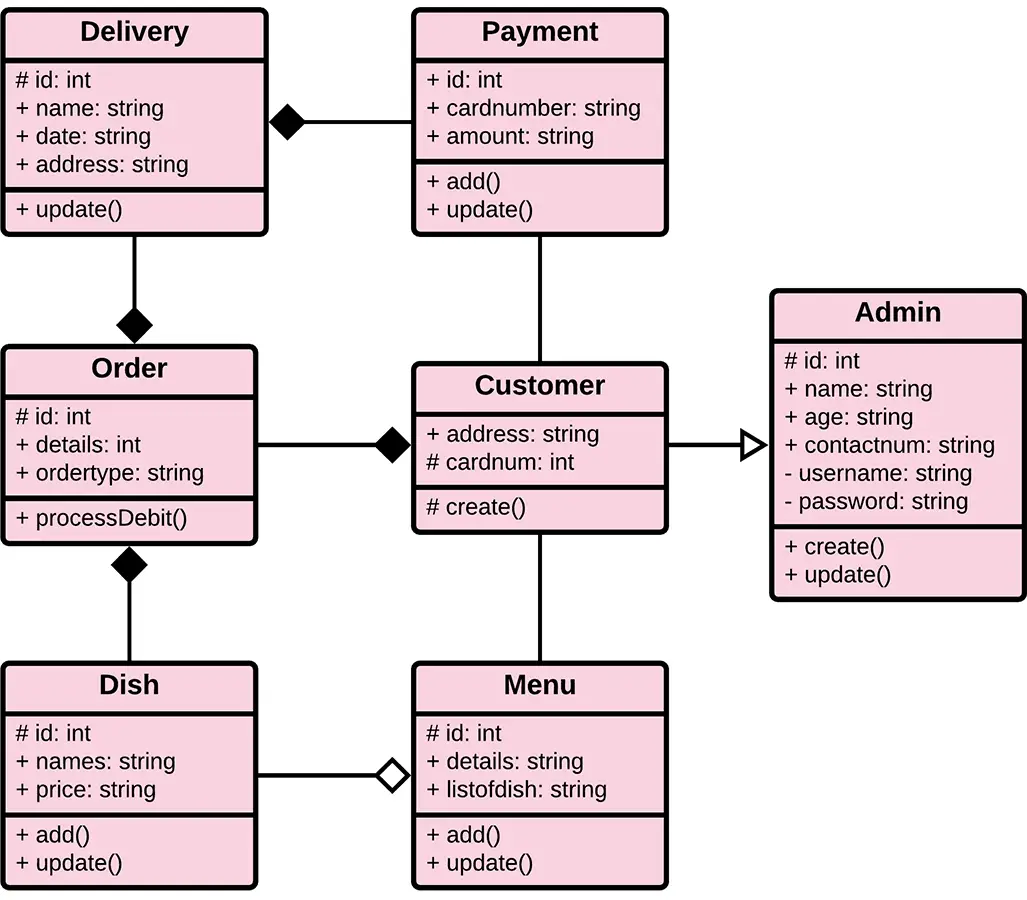 Delivery
# id: int
+ name: string
+ date: string
+ address: string
+ update()
Payment
+ id: int
+ cardnumber: string
+ amount: string
+ add()
+ update()
Order
# id: int
+ details: int
+ ordertype: string
+ processDebit()
Customer
+ address: string
# cardnum: int
# create()
Admin
# id: int
+ name: string
+ age: string
+ contactnum: string
- username: string
- password: string
+ create()
+ update()
Dish
# id: int
+ names: string
+ price: string
+ add()
+ update()
Menu
# id: int
+ details: string
+ listofdish: string
+ add()
+ update()